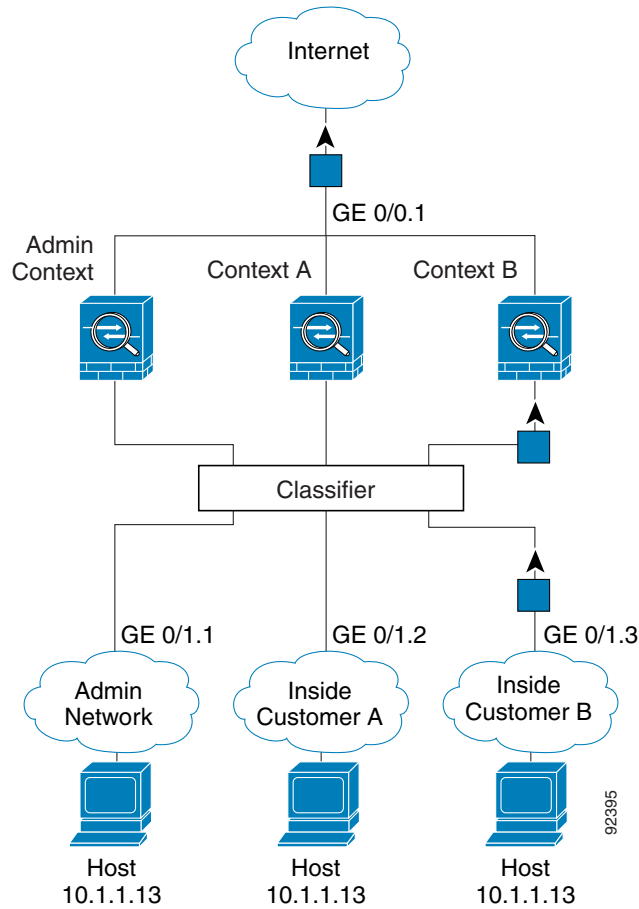 Internet
GE 0/0.1
Admin
Context
Context A
Context B
Classifier
GE 0/1.1
GE 0/1.2
GE 0/1.3
Admin
Network
Inside
Customer A
Inside
Customer B
Host
10.1.1.13
Host
10.1.1.13
Host
10.1.1.13
92395